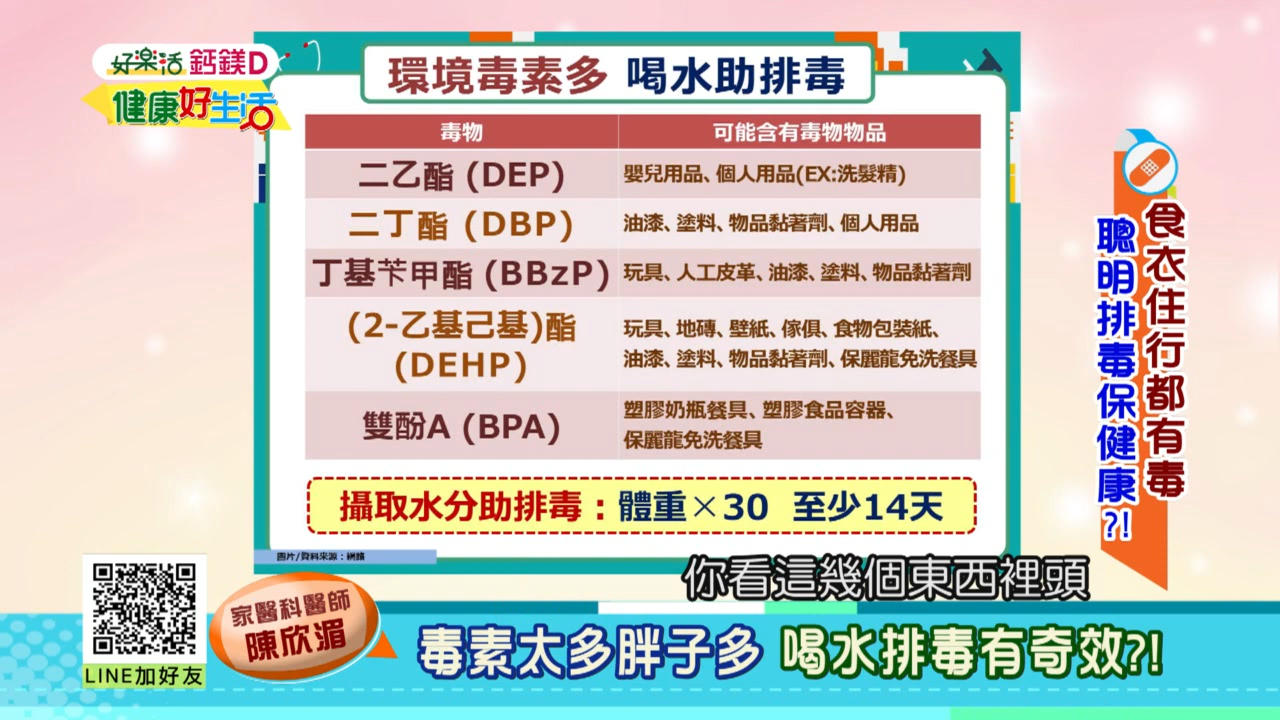 好樂活 鈣鎂D
健康好生活
環境毒素多 喝水助排毒
毒物
可能含有毒物物品
二乙酯 (DEP)
嬰兒用品、個人用品(EX:洗髮精)
二丁酯 (DBP)
油漆、塗料、物品黏著劑、個人用品
丁基苄甲酯 (BBzP)
玩具、人工皮革、油漆、塗料、物品黏著劑
(2-乙基己基)酯
(DEHP)
玩具、地磚、壁紙、傢俱、食物包裝紙、
油漆、塗料、物品黏著劑、保麗龍免洗餐具
雙酚A (BPA)
塑膠奶瓶餐具、塑膠食品容器、
保麗龍免洗餐具
攝取水分助排毒：體重×30 至少14天
圖片/資料來源：網路
食衣住行都有毒
聰明排毒保健康?!
你看這幾個東西裡頭
LINE加好友
家醫科醫師
陳欣湄
毒素太多胖子多 喝水排毒有奇效?!